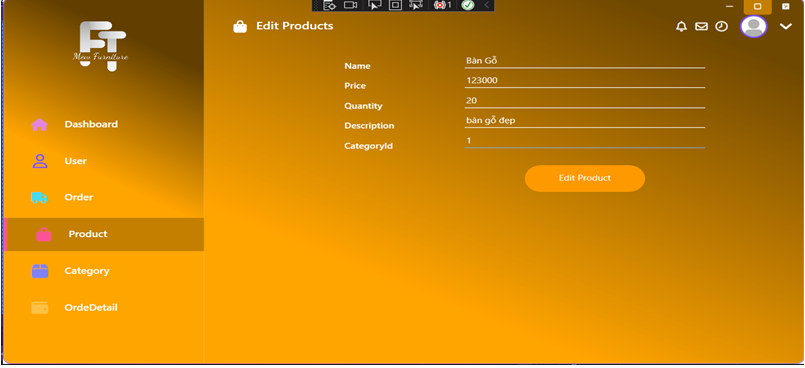 1
Edit Products
FT
Mew Furniture
Name
Bàn Gỗ
Price
123000
Quantity
20
Description
bàn gỗ đẹp
CategoryId
1
Edit Product
Dashboard
User
Order
Product
Category
OrdeDetail